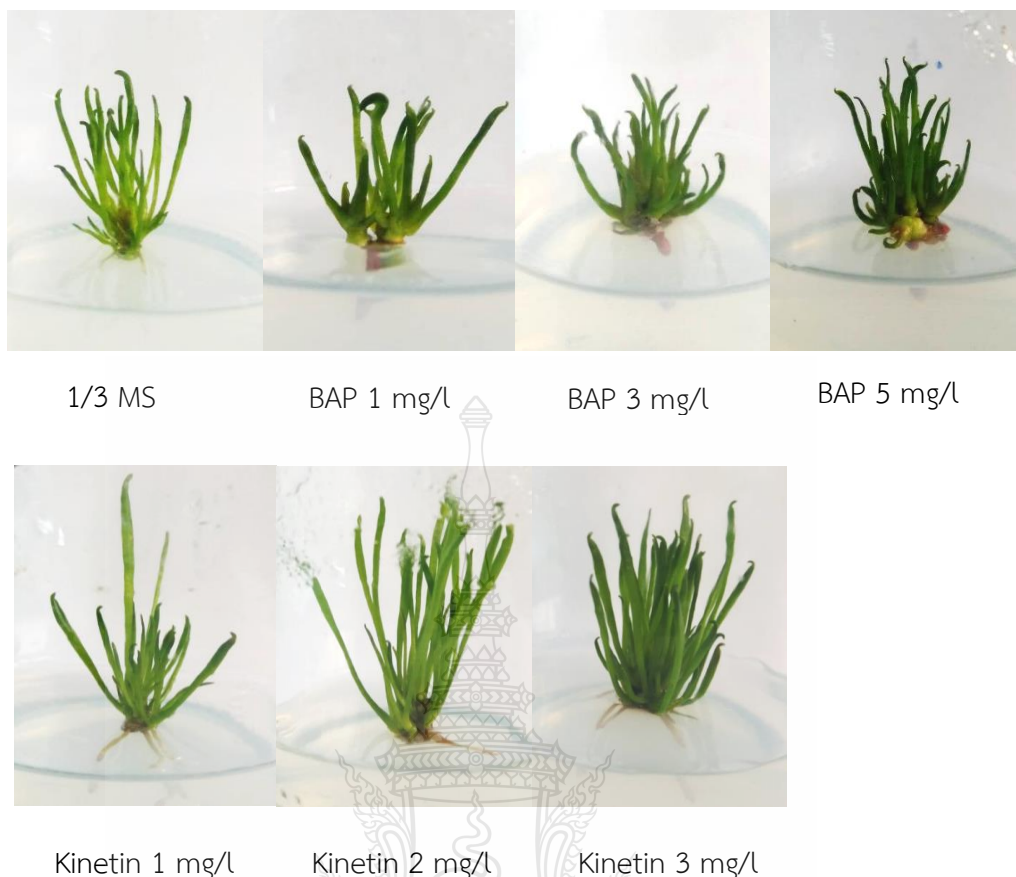 1/3 MS
BAP 1 mg/l
BAP 3 mg/l
BAP 5 mg/l
Kinetin 1 mg/l
Kinetin 2 mg/l
Kinetin 3 mg/l